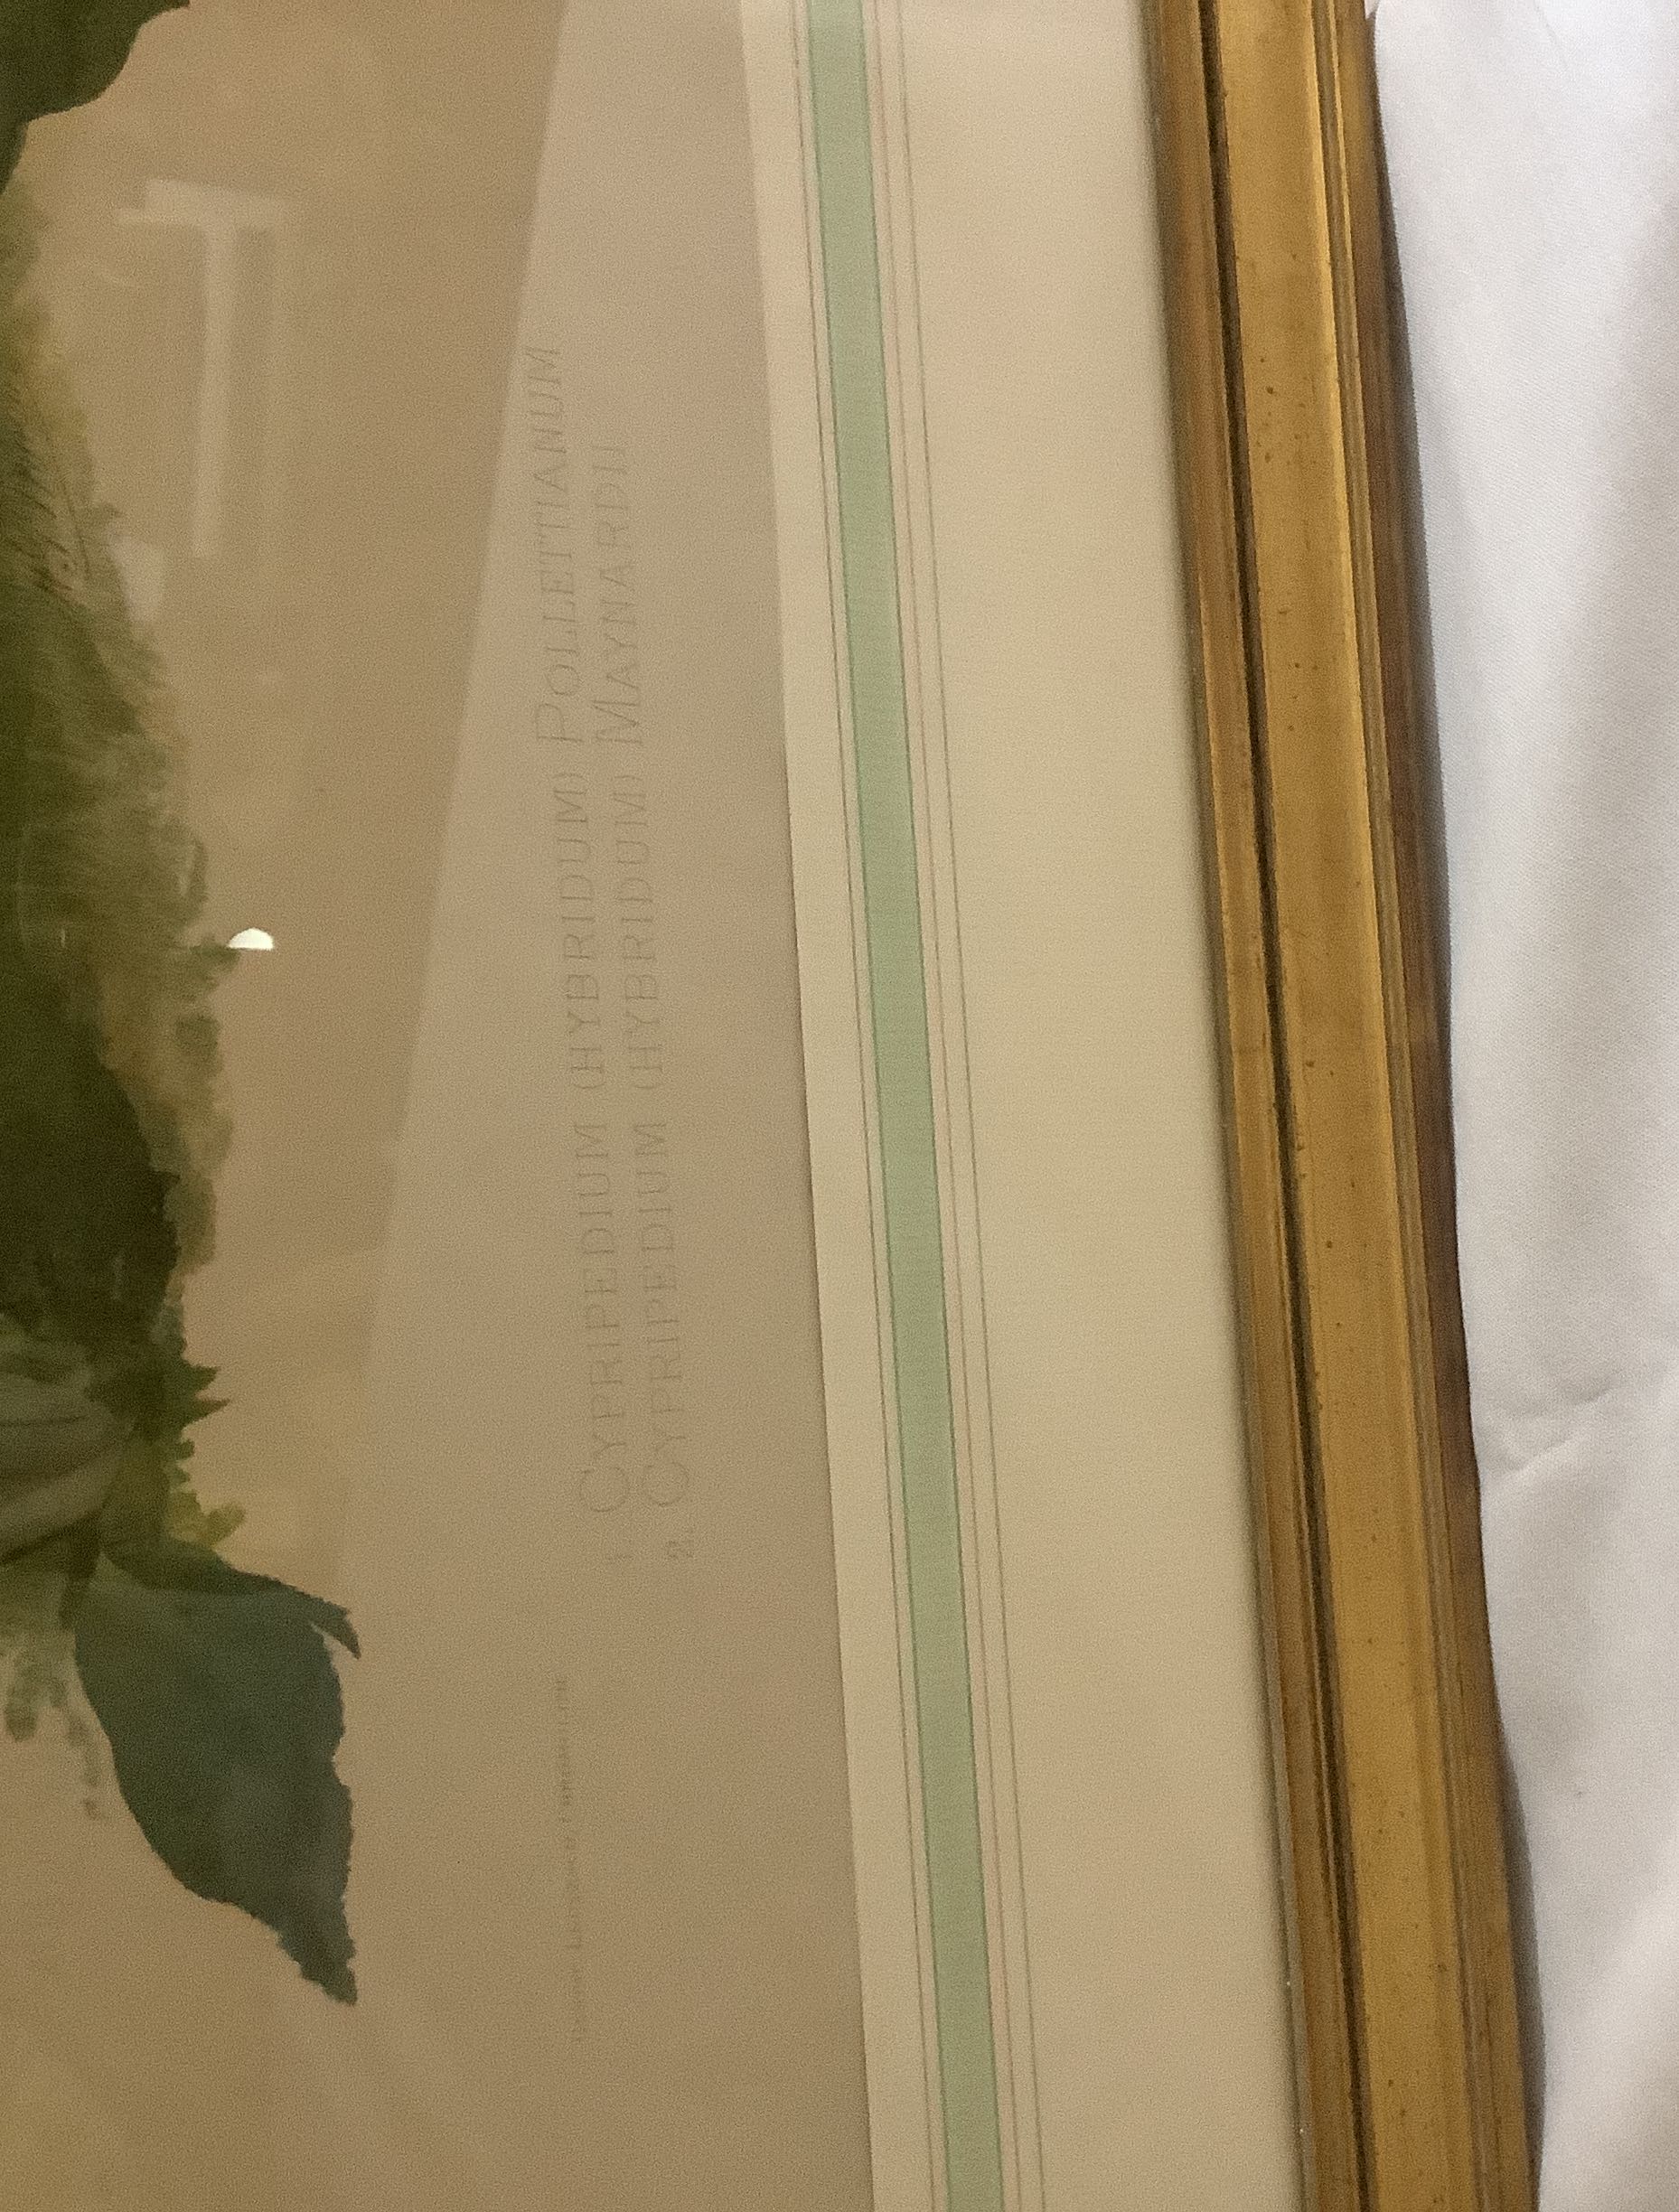 1. CYPRIPEDIUM (HYBRIDUM) POLLETTIANUM
2. CYPRIPEDIUM (HYBRIDUM) MAYNARDII